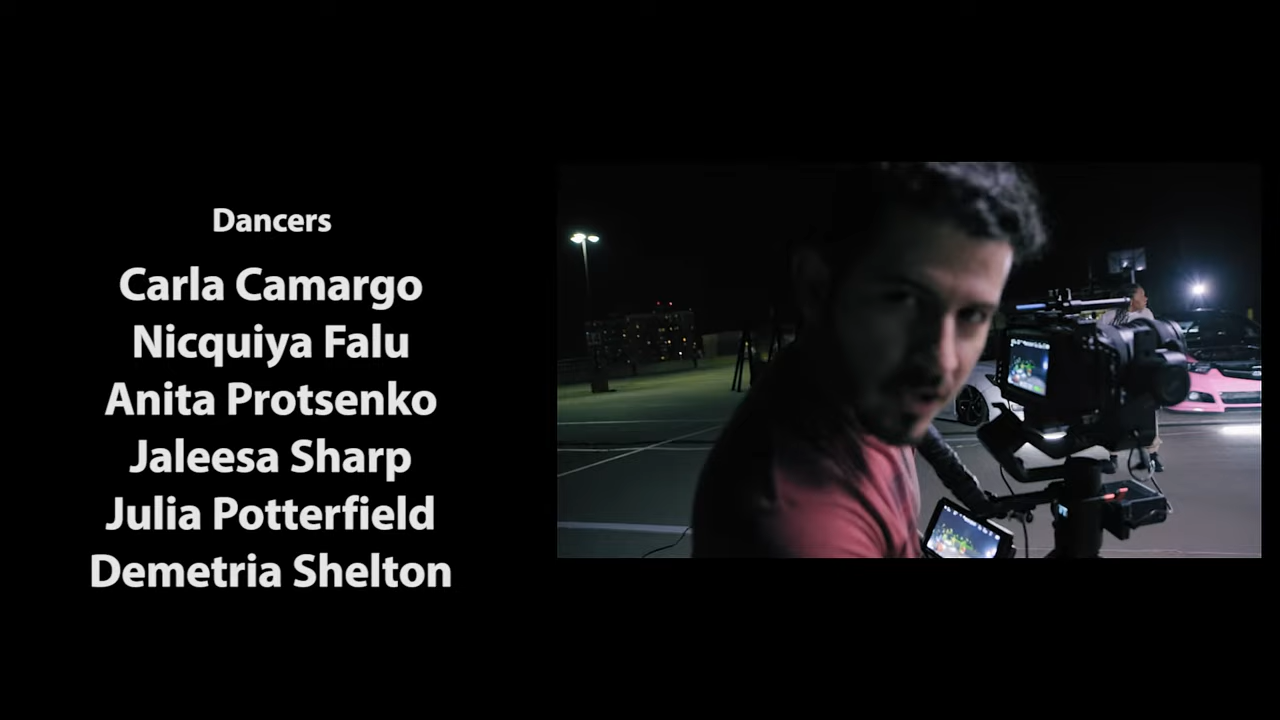 Dancers
Carla Camargo
Nicquiya Falu
Anita Protsenko
Jaleesa Sharp
Julia Potterfield
Demetria Shelton